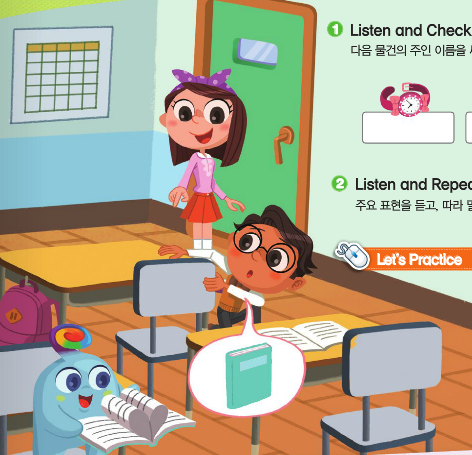 1 Listen and Check
다음 물건의 주인 이름을
2 Listen and Repea
주요 표현을 듣고, 따라
Let's Practice